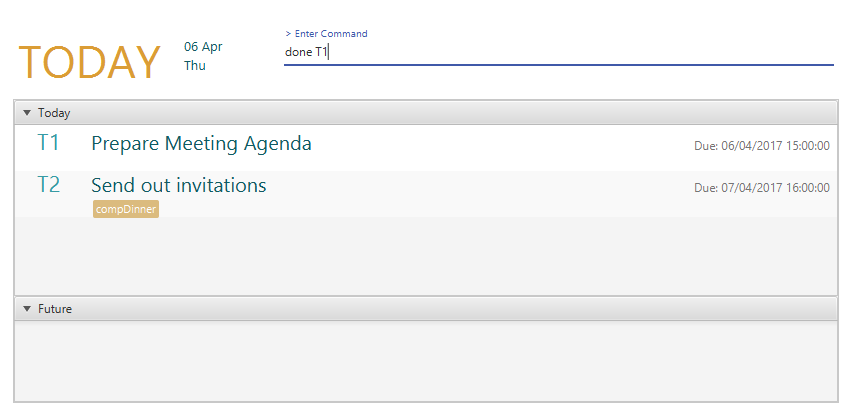 TODAY
06 Apr
Thu
> Enter Command
done T1
Today
T1 Prepare Meeting Agenda Due: 06/04/2017 15:00:00
T2 Send out invitations Due: 07/04/2017 16:00:00
compDinner
Future